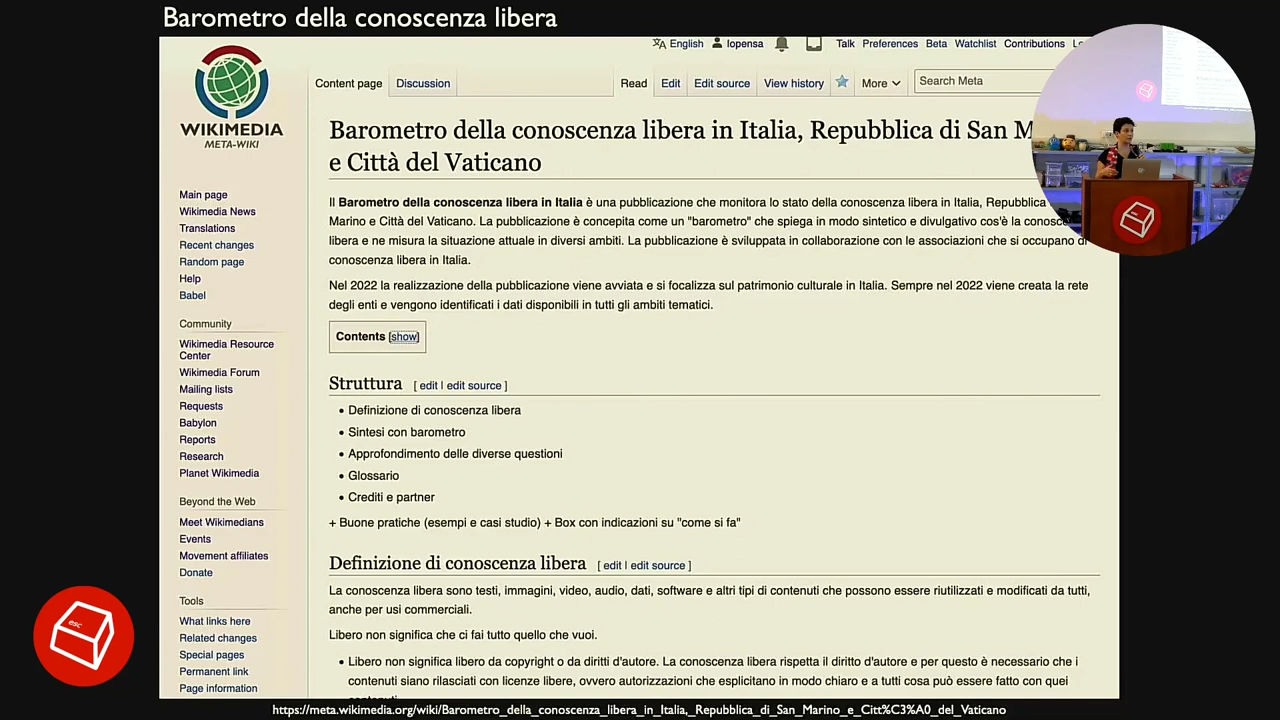 Barometro della conoscenza libera
English
lopensa
Talk
Preferences
Beta
Watchlist
Contributions
WIKIMEDIA
META-WIKI
Content page
Discussion
Read
Edit
Edit source
View history
More
Search Meta
Barometro della conoscenza libera in Italia, Repubblica di San
e Città del Vaticano
Main page
Wikimedia News
Translations
Recent changes
Random page
Help
Babel
Community
Wikimedia Resource
Center
Wikimedia Forum
Mailing lists
Requests
Babylon
Reports
Research
Planet Wikimedia
Beyond the Web
Meet Wikimedians
Events
Movement affiliates
Donate
Tools
What links here
Related changes
Special pages
Permanent link
Page information
Il Barometro della conoscenza libera in Italia è una pubblicazione che monitora lo stato della conoscenza libera in Italia, Repubblica
Marino e Città del Vaticano. La pubblicazione è concepita come un "barometro" che spiega in modo sintetico e divulgativo cos'è la
libera e ne misura la situazione attuale in diversi ambiti. La pubblicazione è sviluppata in collaborazione con le associazioni che si occupano di
conoscenza libera in Italia.
Nel 2022 la realizzazione della pubblicazione viene avviata e si focalizza sul patrimonio culturale in Italia. Sempre nel 2022 viene creata la rete
degli enti e vengono identificati i dati disponibili in tutti gli ambiti tematici.
Contents [show]
Struttura [ edit | edit source ]
• Definizione di conoscenza libera
• Sintesi con barometro
• Approfondimento delle diverse questioni
• Glossario
• Crediti e partner
+ Buone pratiche (esempi e casi studio) + Box con indicazioni su "come si fa"
Definizione di conoscenza libera [ edit | edit source ]
La conoscenza libera sono testi, immagini, video, audio, dati, software e altri tipi di contenuti che possono essere riutilizzati e modificati da tutti,
anche per usi commerciali.
Libero non significa che ci fai tutto quello che vuoi.
• Libero non significa libero da copyright o da diritti d'autore. La conoscenza libera rispetta il diritto d'autore e per questo è necessario che i
contenuti siano rilasciati con licenze libere, ovvero autorizzazioni che esplicitano in modo chiaro e a tutti cosa può essere fatto con quei
esc
https://meta.wikimedia.org/wiki/Barometro_della_conoscenza_libera_in_Italia,_Repubblica_di_San_Marino_e_Citt%C3%A0_del_Vaticano